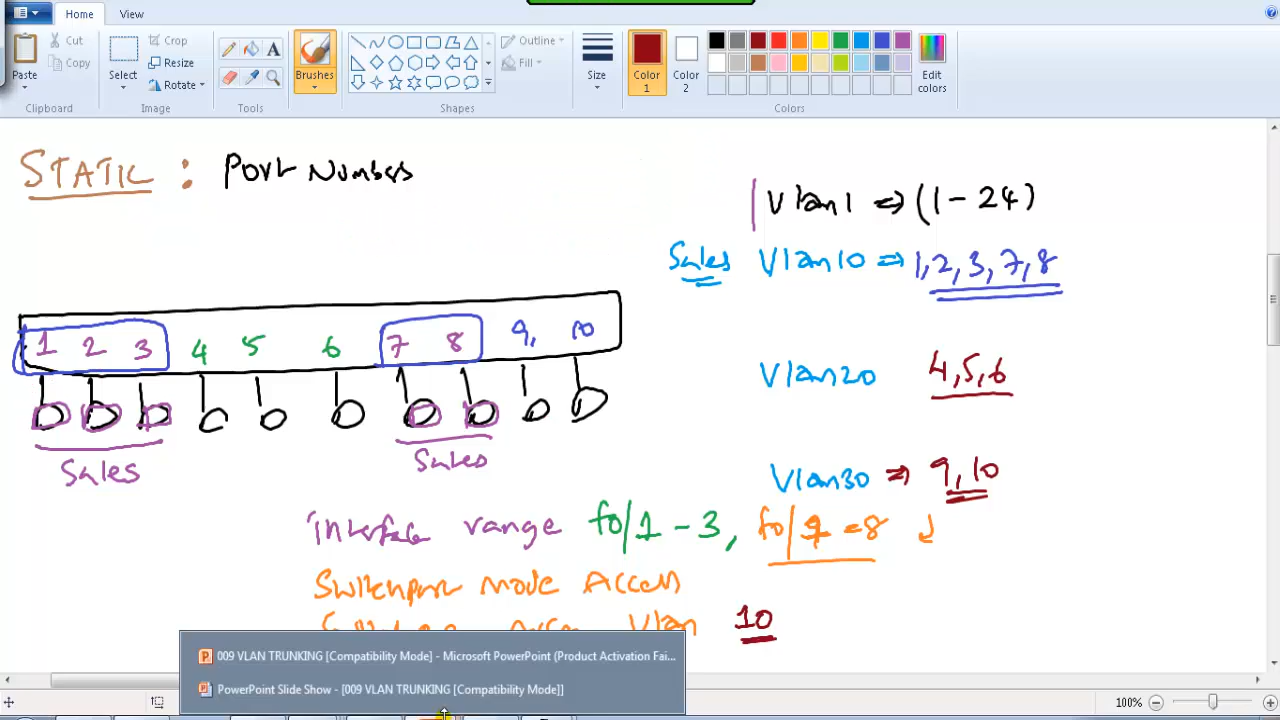 Home
View
Paste
Cut
Copy
Clipboard
Select
Crop
Resize
Rotate
Image
Tools
Brushes
Shapes
Outline
Fill
Size
Color 1
Color 2
Edit colors
Colors
STATIC : Port Number
Vlan1 ⇒ (1 - 24)
Sales Vlan10 ⇒ 1,2,3,7,8
1 2 3 4 5 6 7 8 9, 10
Vlan20 4,5,6
Sales Sales
Vlan30 ⇒ 9,10
Interface range fo/1 - 3, fo/7 - 8
Switchport mode Access
Vlan 10
009 VLAN TRUNKING [Compatibility Mode] - Microsoft PowerPoint (Product Activation Fai...
PowerPoint Slide Show - [009 VLAN TRUNKING [Compatibility Mode]]
100%